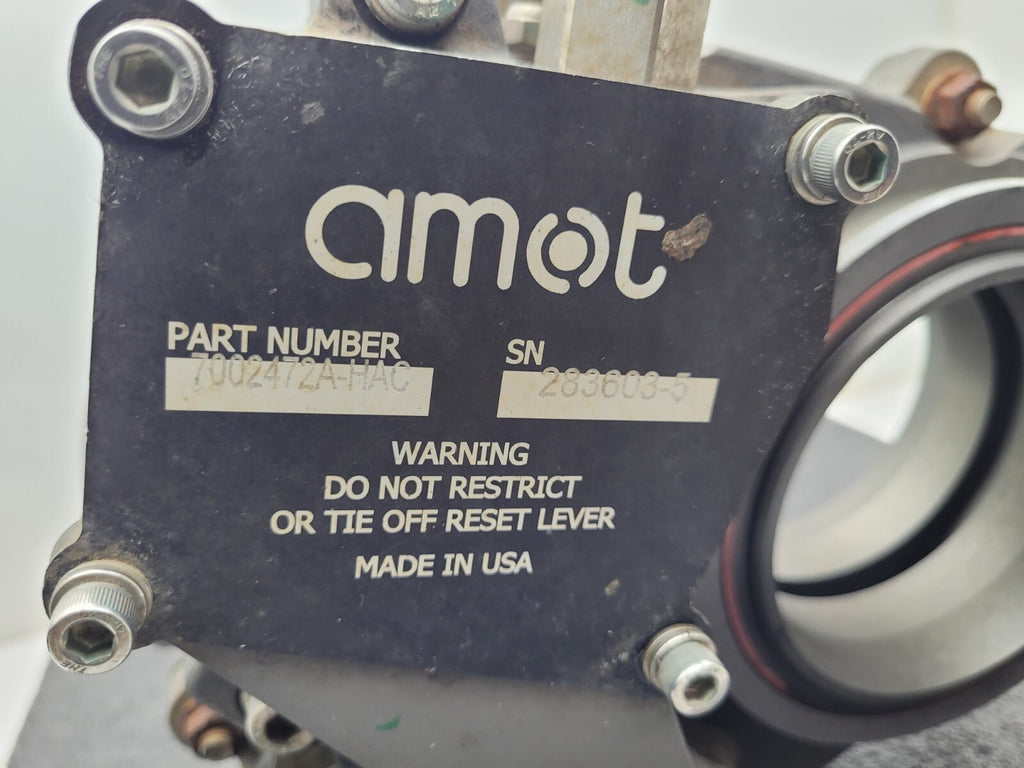 amot
PART NUMBER SN
7002472A-HAC 283603-5
WARNING
DO NOT RESTRICT
OR TIE OFF RESET LEVER
MADE IN USA